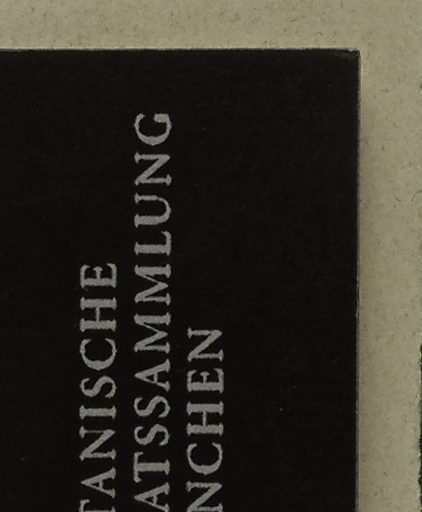 TANISCHE
ATSSAMMLUNG
NCHEN